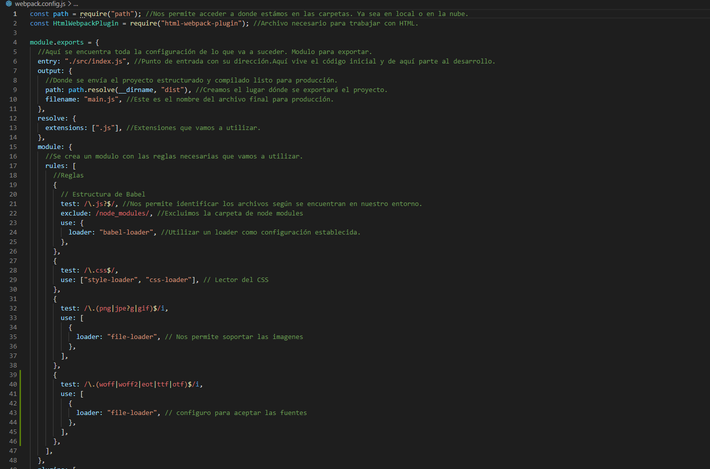 webpack.config.js > ...
1 const path = require("path"); //Nos permite acceder a donde estámos en las carpetas. Ya sea en local o en la nube.
2 const HtmlWebpackPlugin = require("html-webpack-plugin"); //Archivo necesario para trabajar con HTML.
3
4 module.exports = {
5 //Aqui se encuentra toda la configuración de lo que va a suceder. Modulo para exportar.
6 entry: "./src/index.js", //Punto de entrada con su dirección.Aquí vive el código inicial y de aquí parte al desarrollo.
7 output: {
8 //Donde se envía el proyecto estructurado y compilado listo para producción.
9 path: path.resolve(__dirname, "dist"), //Creamos el lugar dónde se exportará el proyecto.
10 filename: "main.js", //Este es el nombre del archivo final para producción.
11 },
12 resolve: {
13 extensions: [".js"], //Extensiones que vamos a utilizar.
14 },
15 module: {
16 //Se crea un modulo con las reglas necesarias que vamos a utilizar.
17 rules: [
18 //Reglas
19 {
20 // Estructura de Babel
21 test: /\.js?$/, //Nos permite identificar los archivos según se encuentran en nuestro entorno.
22 exclude: /node_modules/, //Excluimos la carpeta de node modules
23 use: {
24 loader: "babel-loader", //Utilizar un loader como configuración establecida.
25 },
26 },
27 {
28 test: /\.css$/,
29 use: ["style-loader", "css-loader"], // Lector del CSS
30 },
31 {
32 test: /\.(png|jpe?g|gif)$/i,
33 use: [
34 {
35 loader: "file-loader", // Nos permite soportar las imagenes
36 },
37 ],
38 },
39 {
40 test: /\.(woff|woff2|eot|ttf|otf)$/i,
41 use: [
42 {
43 loader: "file-loader", // configuro para aceptar las fuentes
44 },
45 ],
46 },
47 ],
48 },
49 plugins: [